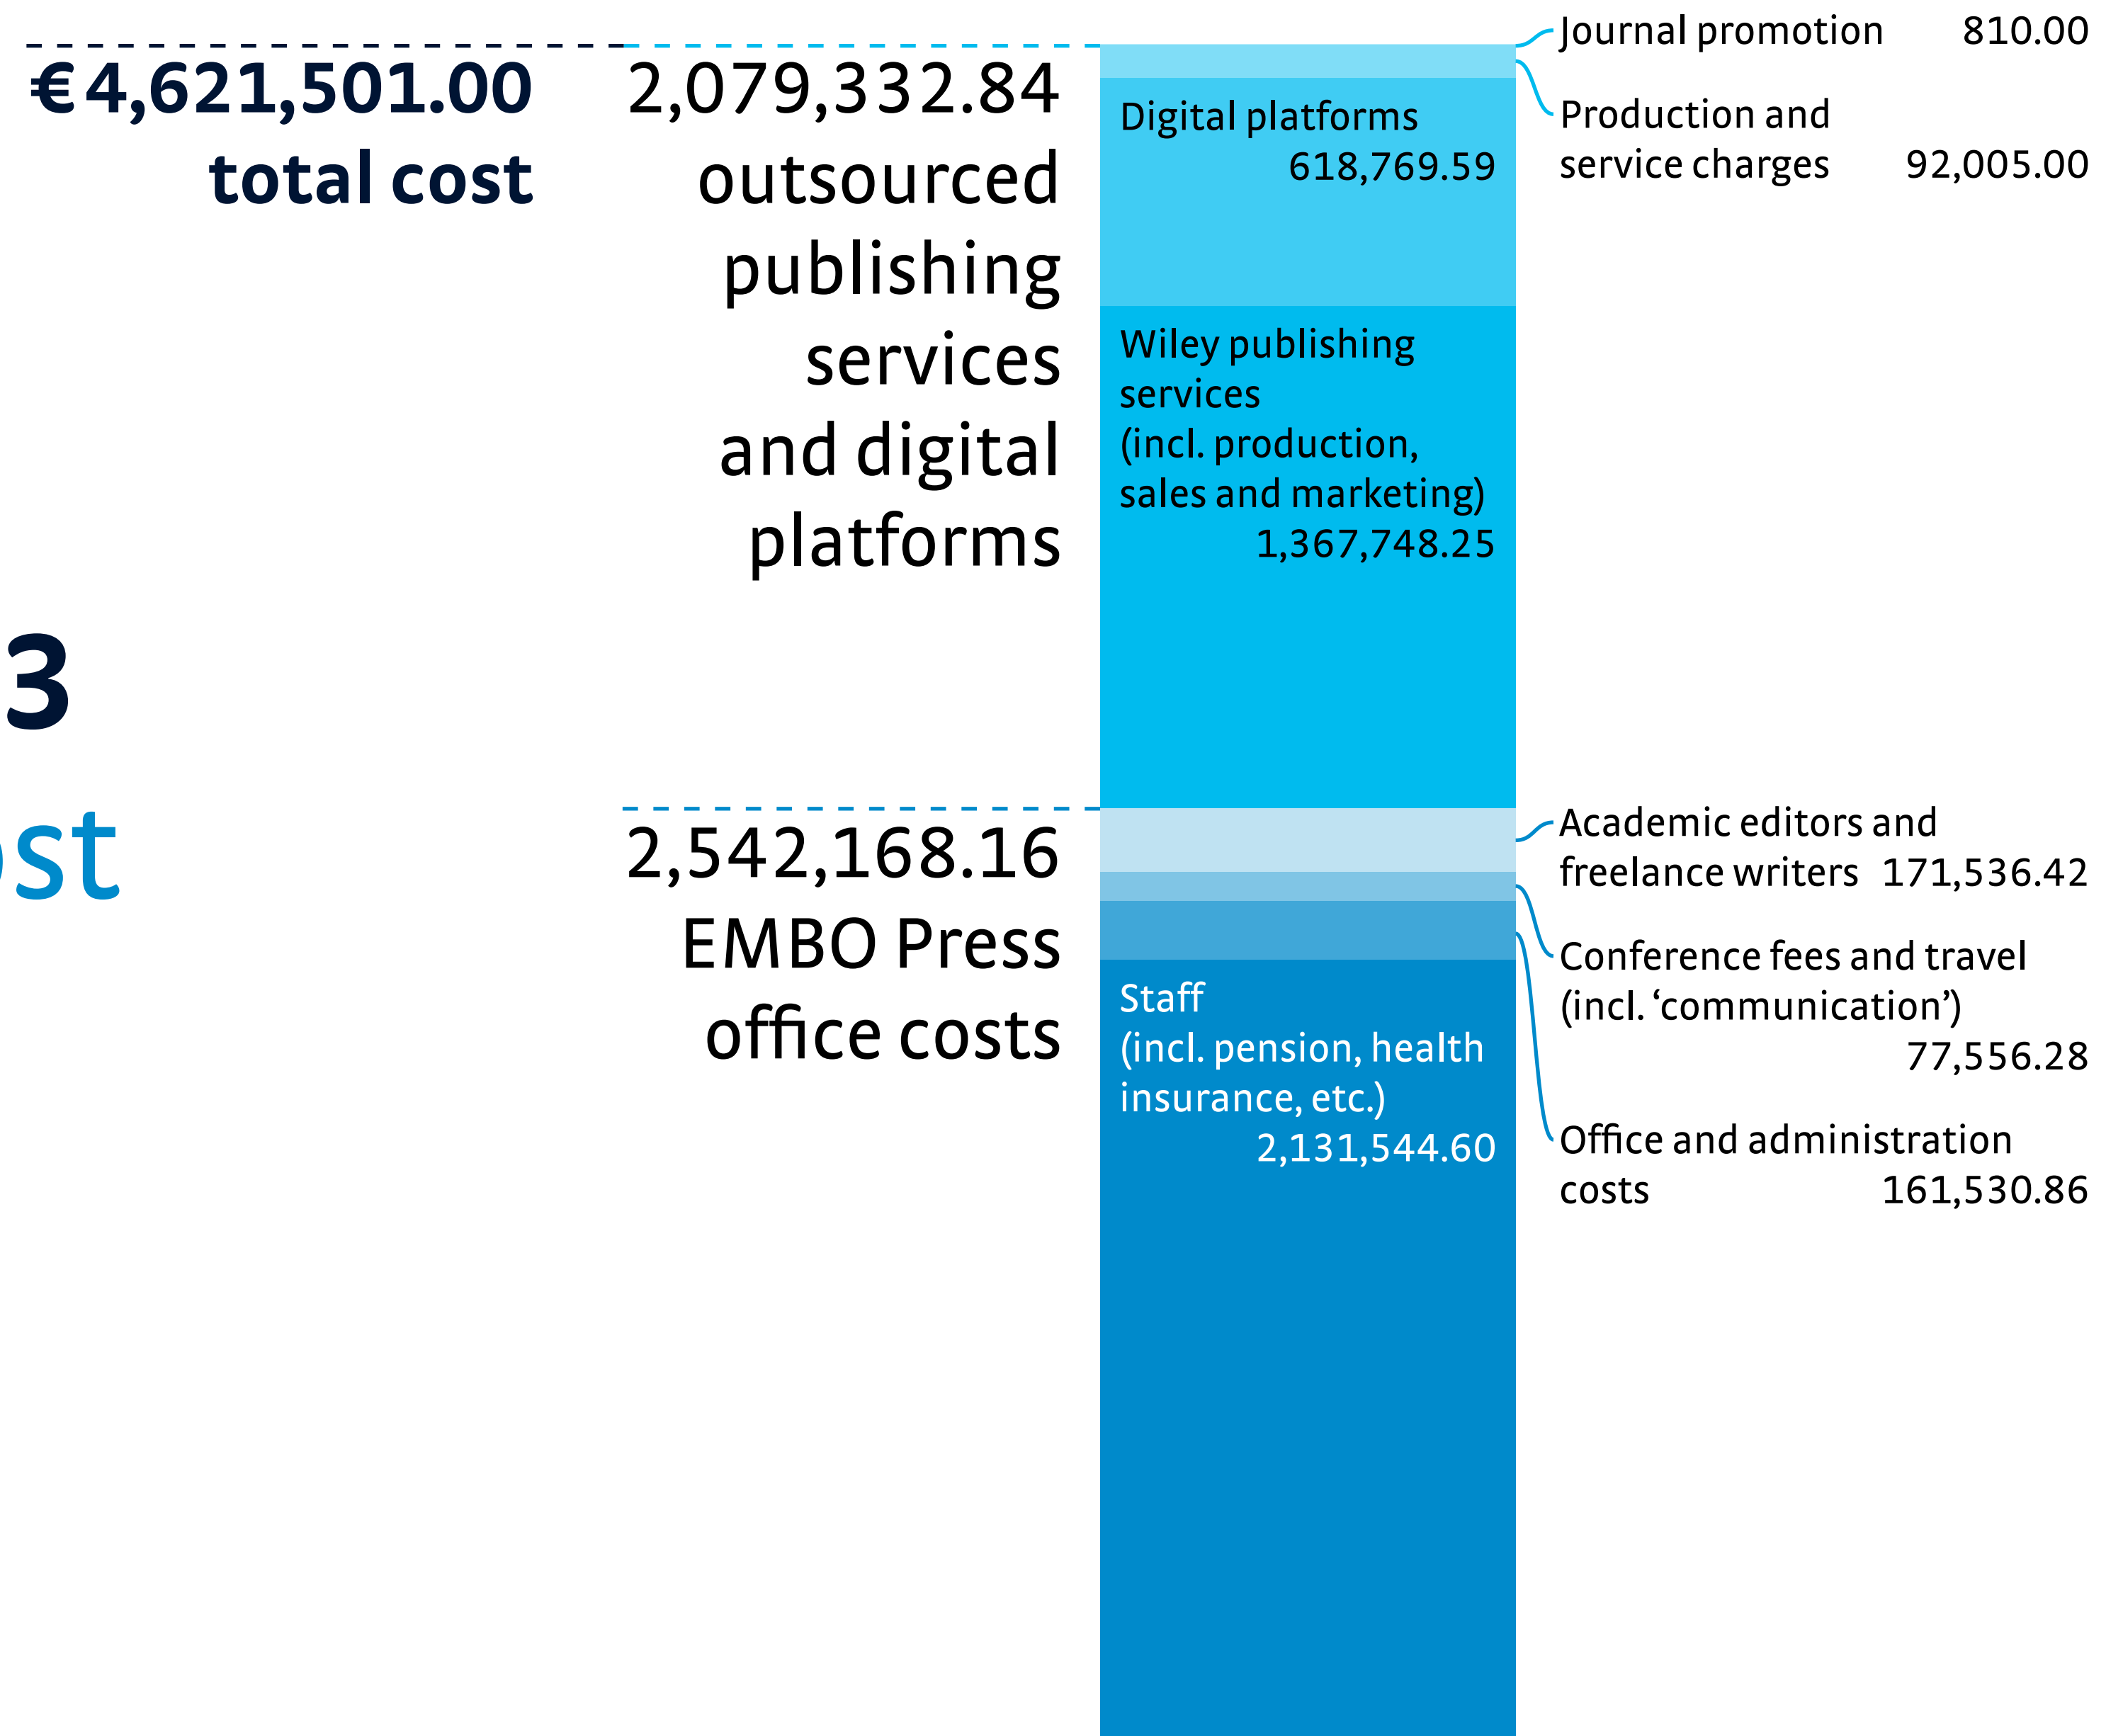 €4,621,501.00
total cost
2,079,332.84
outsourced
publishing
services
and digital
platforms
Digital platforms
618,769.59
Wiley publishing
services
(incl. production,
sales and marketing)
1,367,748.25
Journal promotion 810.00
Production and
service charges 92,005.00
3
st
2,542,168.16
EMBO Press
office costs
Staff
(incl. pension, health
insurance, etc.)
2,131,544.60
Academic editors and
freelance writers 171,536.42
Conference fees and travel
(incl. ‘communication’)
77,556.28
Office and administration
costs 161,530.86